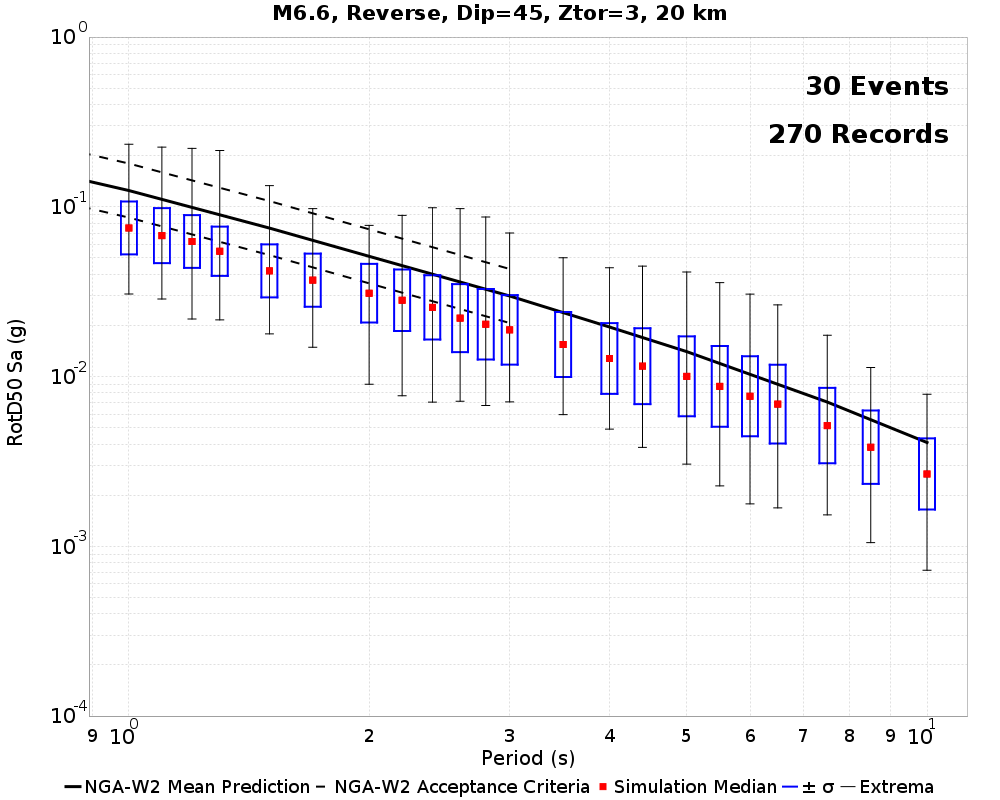 M6.6, Reverse, Dip=45, Ztor=3, 20 km
30 Events
270 Records
RotD50 Sa (g)
10^0
10^-1
10^-2
10^-3
10^-4
9 10^0 2 3 4 5 6 7 8 9 10^1
Period (s)
NGA-W2 Mean Prediction NGA-W2 Acceptance Criteria Simulation Median ± σ Extrema